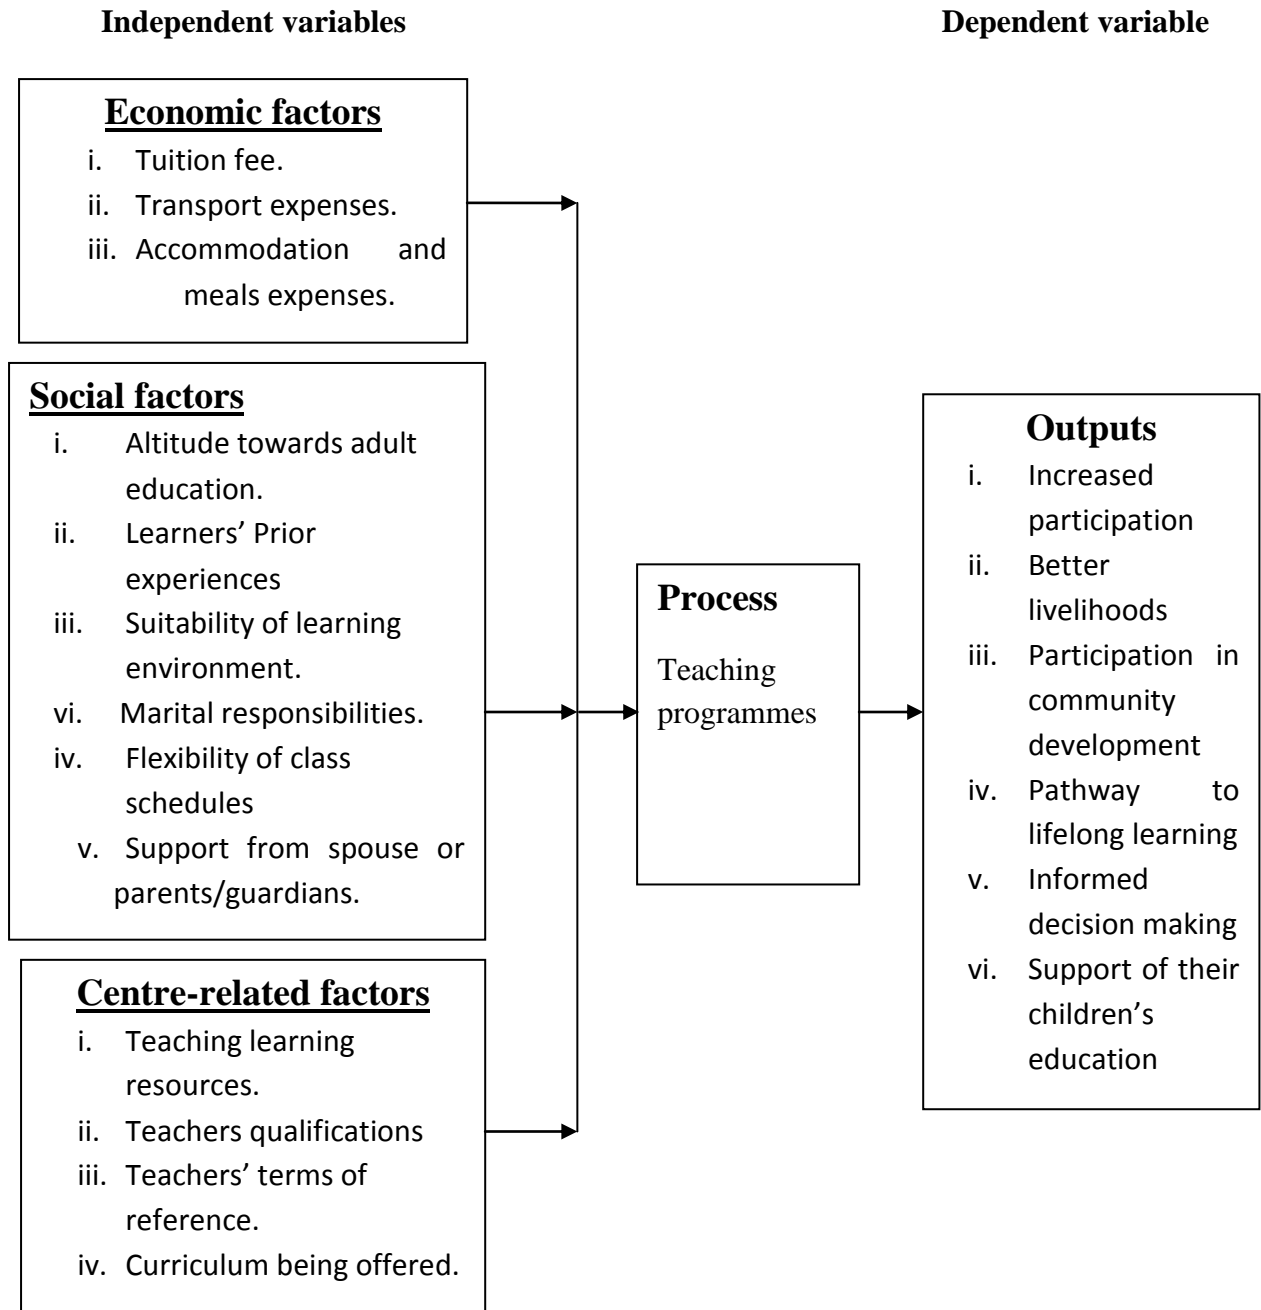 Independent variables
Dependent variable
Economic factors
i. Tuition fee.
ii. Transport expenses.
iii. Accommodation and
meals expenses.
Social factors
i. Altitude towards adult
education.
ii. Learners’ Prior
experiences
iii. Suitability of learning
environment.
vi. Marital responsibilities.
iv. Flexibility of class
schedules
v. Support from spouse or
parents/guardians.
Centre-related factors
i. Teaching learning
resources.
ii. Teachers qualifications
iii. Teachers’ terms of
reference.
iv. Curriculum being offered.
Process
Teaching
programmes
Outputs
i. Increased
participation
ii. Better
livelihoods
iii. Participation in
community
development
iv. Pathway to
lifelong learning
v. Informed
decision making
vi. Support of their
children’s
education